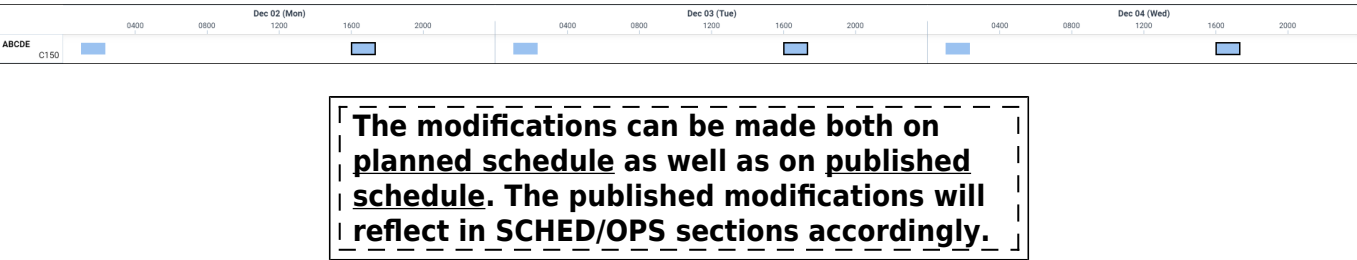 Dec 02 (Mon) Dec 03 (Tue) Dec 04 (Wed)
0400 0800 1200 1600 2000 0400 0800 1200 1600 2000 0400 0800 1200 1600 2000
ABCDE
C150
The modifications can be made both on
planned schedule as well as on published
schedule. The published modifications will
reflect in SCHED/OPS sections accordingly.